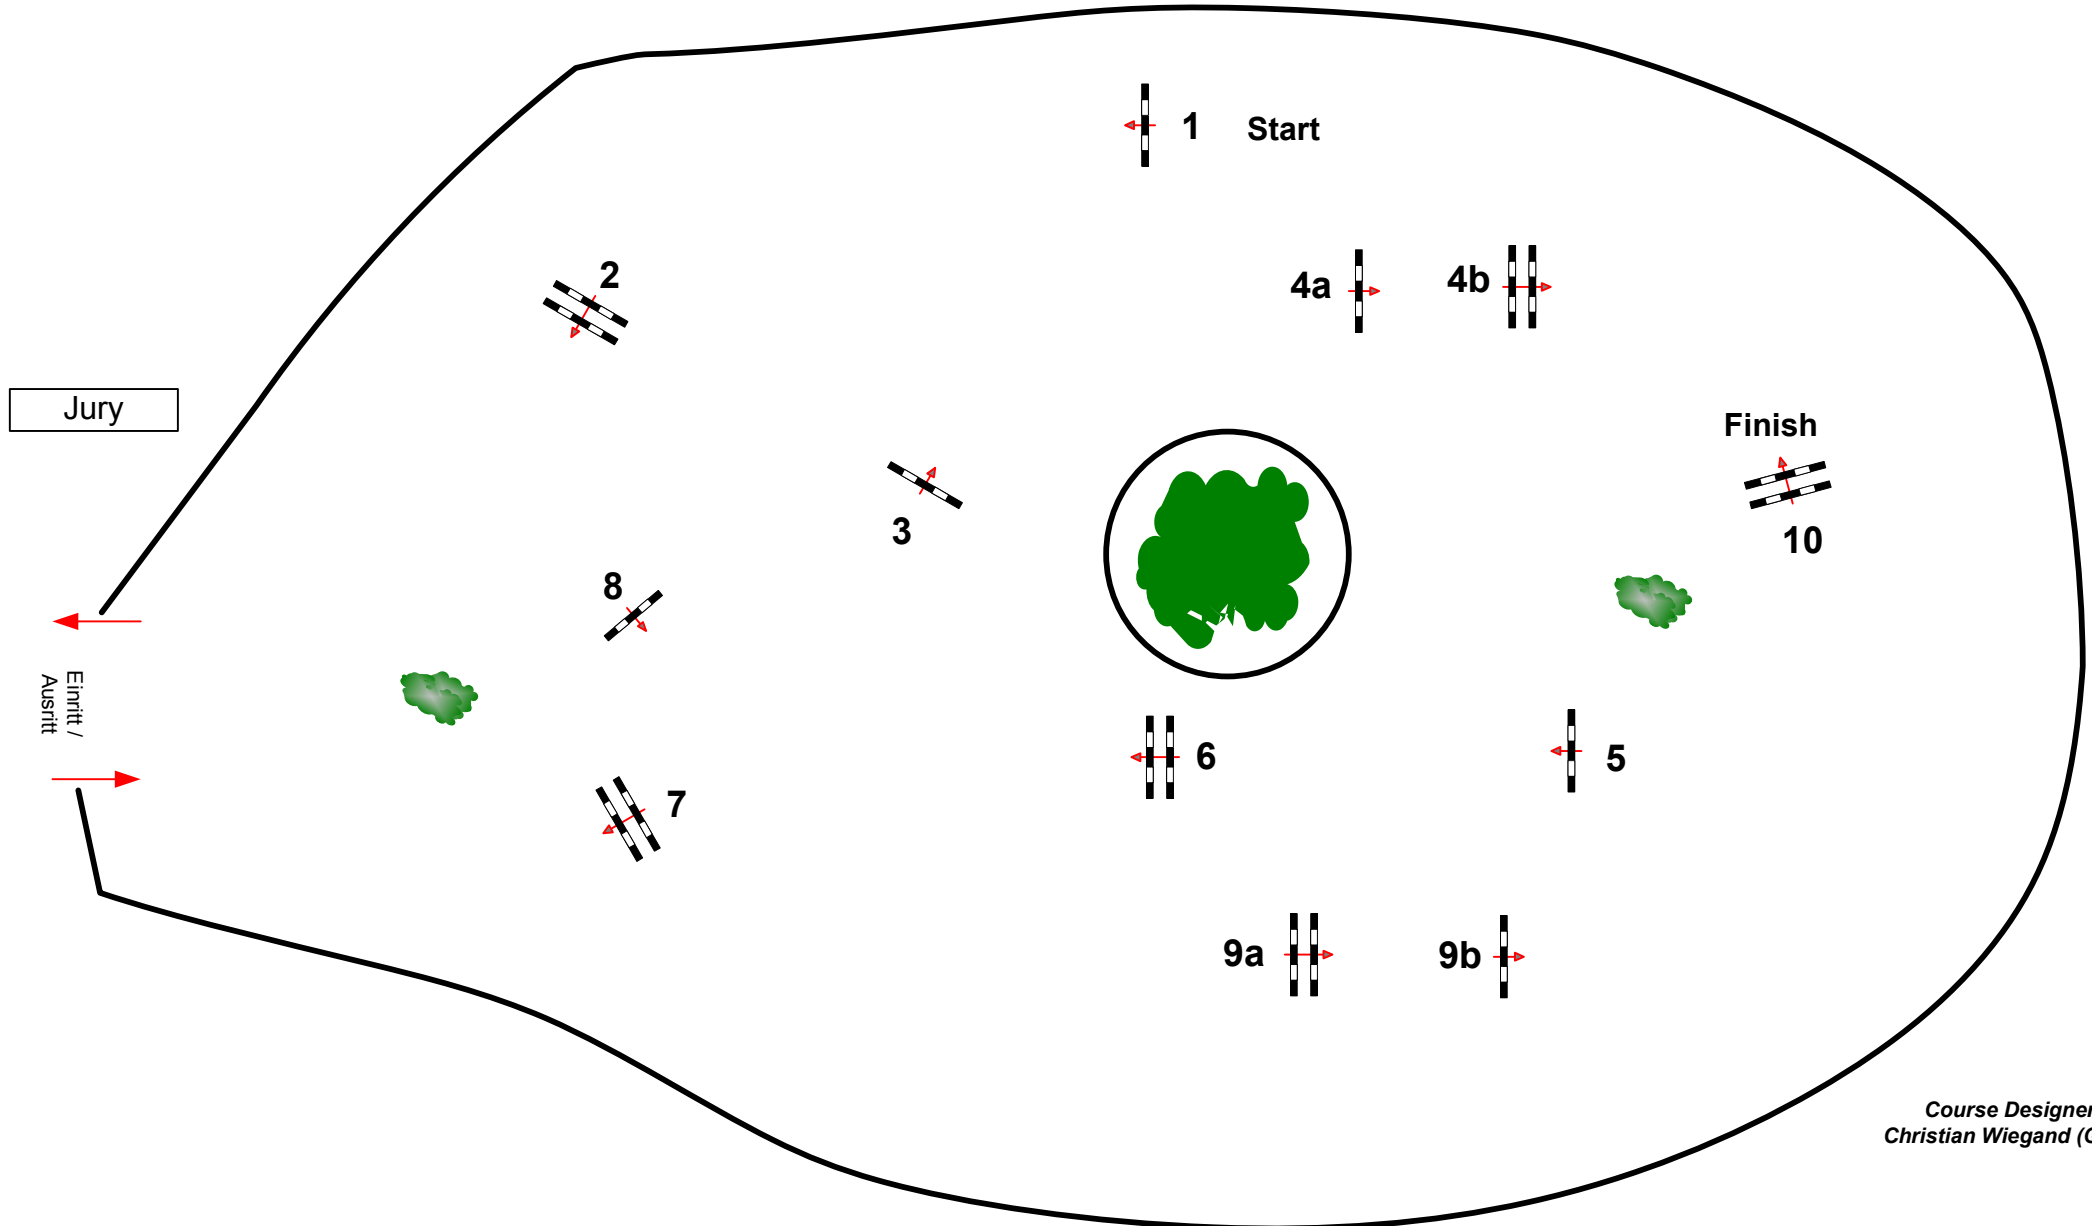 1 Start
2
4a 4b
Jury
Finish
3
10
8
Einritt /
Ausritt
6
5
7
9a 9b
Course Designer
Christian Wiegand (